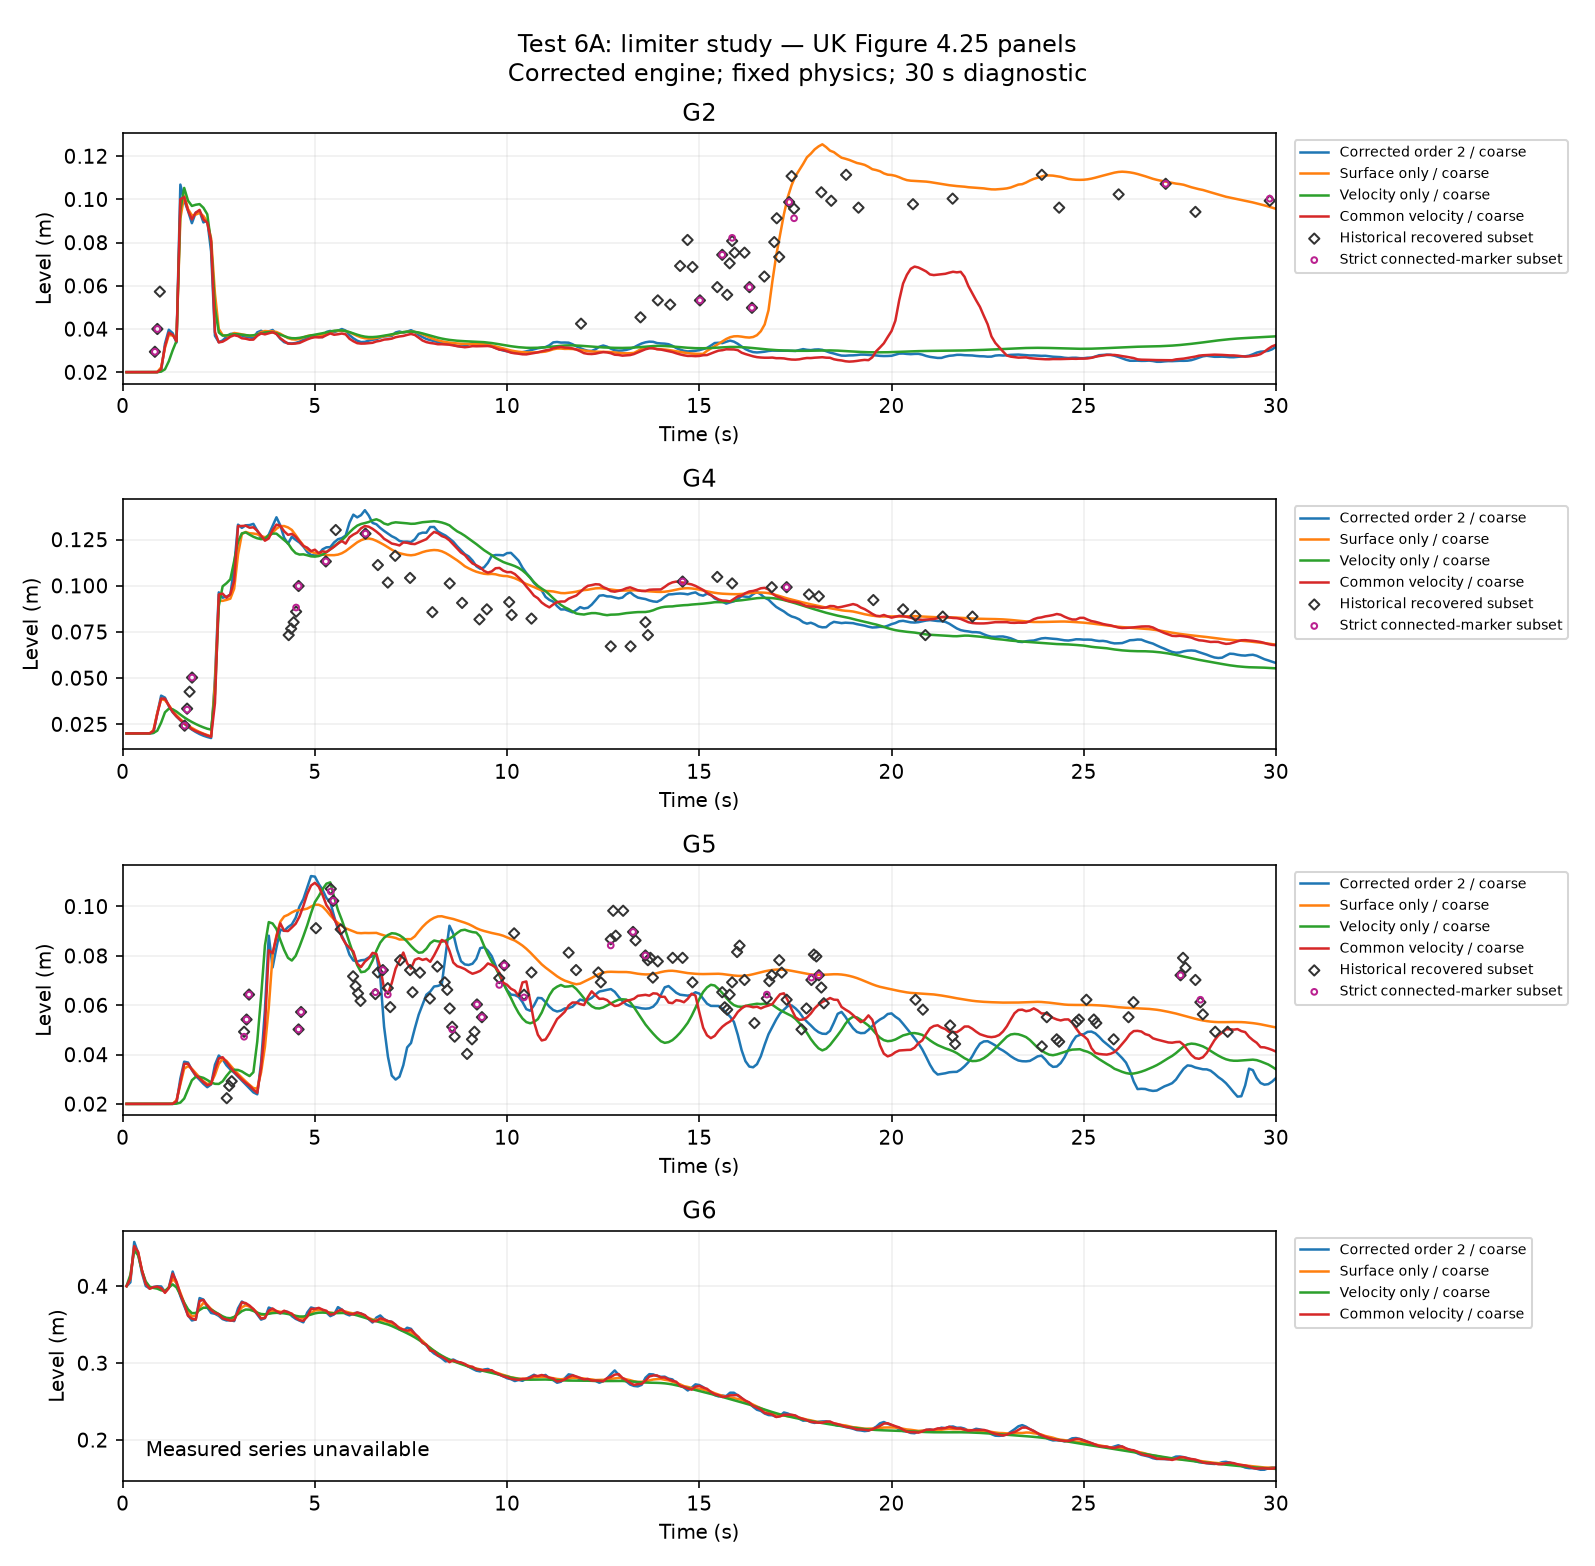 Test 6A: limiter study — UK Figure 4.25 panels
Corrected engine; fixed physics; 30 s diagnostic
G2
Level (m)
0.12
0.10
0.08
0.06
0.04
0.02
0 5 10 15 20 25 30
Time (s)
Corrected order 2 / coarse
Surface only / coarse
Velocity only / coarse
Common velocity / coarse
Historical recovered subset
Strict connected-marker subset
G4
Level (m)
0.125
0.100
0.075
0.050
0.025
0 5 10 15 20 25 30
Time (s)
Corrected order 2 / coarse
Surface only / coarse
Velocity only / coarse
Common velocity / coarse
Historical recovered subset
Strict connected-marker subset
G5
Level (m)
0.10
0.08
0.06
0.04
0.02
0 5 10 15 20 25 30
Time (s)
Corrected order 2 / coarse
Surface only / coarse
Velocity only / coarse
Common velocity / coarse
Historical recovered subset
Strict connected-marker subset
G6
Level (m)
0.4
0.3
0.2
Measured series unavailable
0 5 10 15 20 25 30
Time (s)
Corrected order 2 / coarse
Surface only / coarse
Velocity only / coarse
Common velocity / coarse